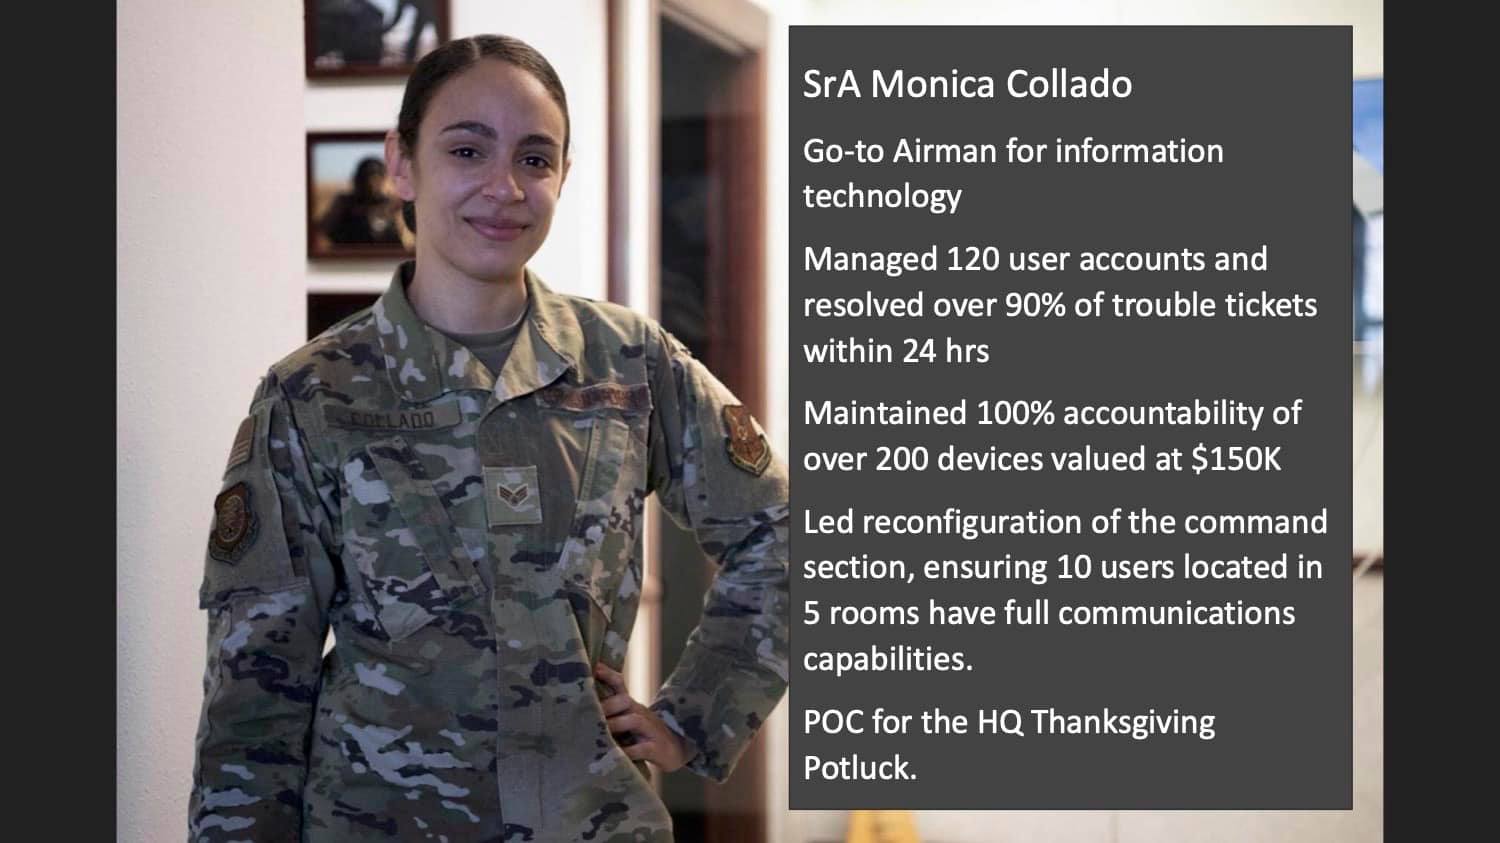 SrA Monica Collado
Go-to Airman for information
technology
Managed 120 user accounts and
resolved over 90% of trouble tickets
within 24 hrs
Maintained 100% accountability of
over 200 devices valued at $150K
Led reconfiguration of the command
section, ensuring 10 users located in
5 rooms have full communications
capabilities.
POC for the HQ Thanksgiving
Potluck.
COLLADO